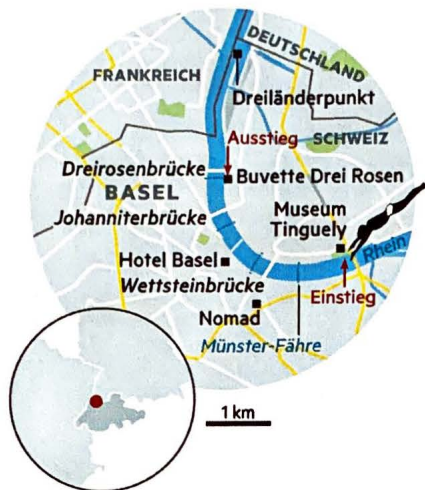 DEUTSCHLAND
FRANKREICH
Dreiländerpunkt
Ausstieg
SCHWEIZ
Dreirosenbrücke
Buvette Drei Rosen
BASEL
Museum
Tinguely
Johanniterbrücke
Rhein
Hotel Basel
Wettsteinbrücke
Einstieg
Nomad
Münster-Fähre
1 km